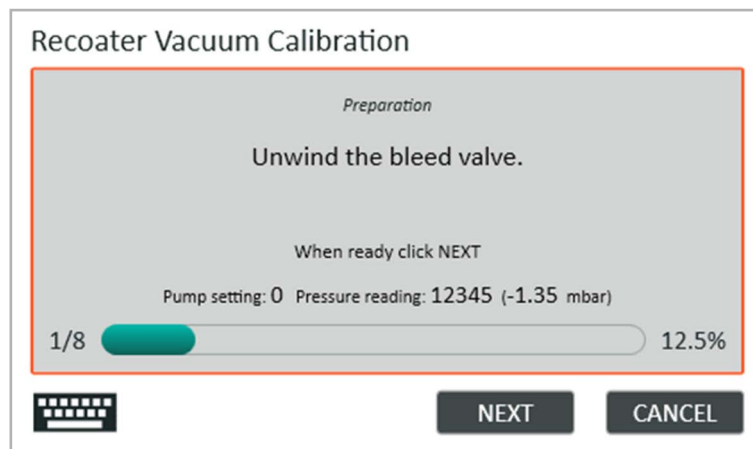 Recoater Vacuum Calibration
Preparation
Unwind the bleed valve.
When ready click NEXT
Pump setting: 0 Pressure reading: 12345 (-1.35 mbar)
1/8 12.5%
NEXT CANCEL